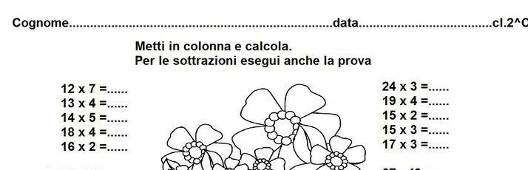 Cognome..................................................................data..................................cl.2^C
Metti in colonna e calcola.
Per le sottrazioni esegui anche la prova
12 x 7 =......
13 x 4 =......
14 x 5 =......
18 x 4 =......
16 x 2 =......
24 x 3 =......
19 x 4 =......
15 x 2 =......
15 x 3 =......
17 x 3 =......